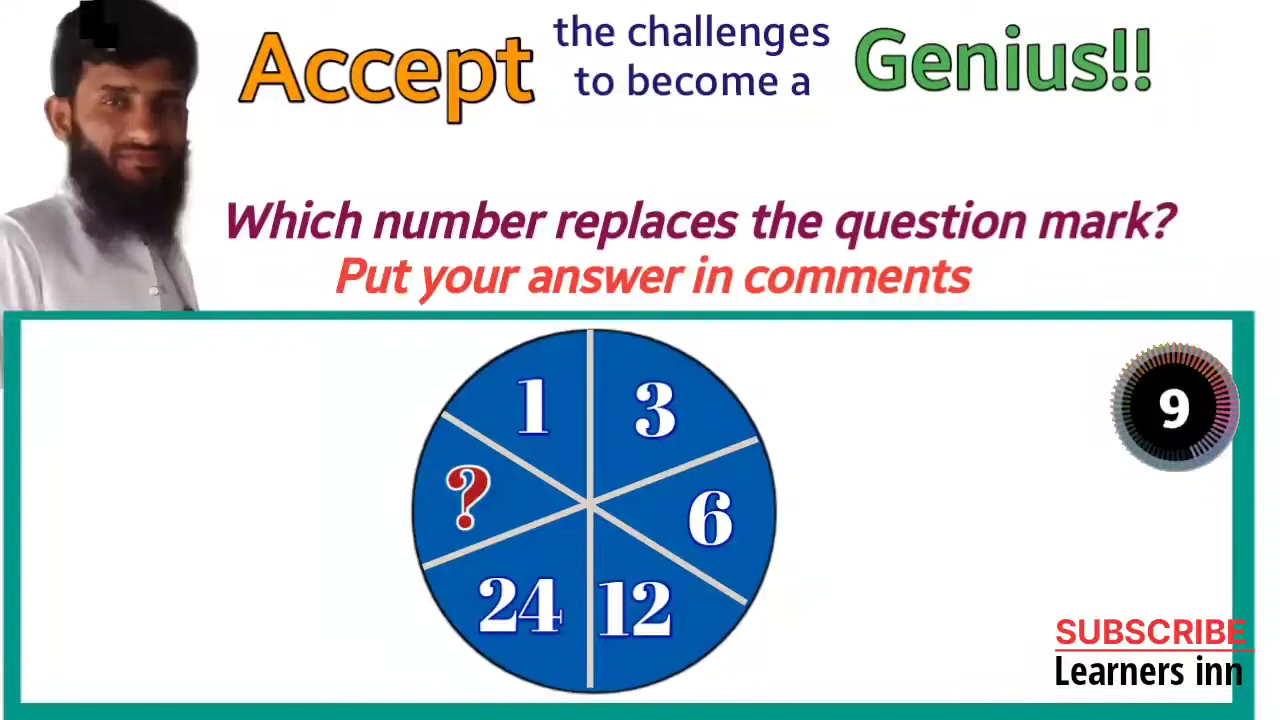 Accept the challenges to become a Genius!!
Which number replaces the question mark?
Put your answer in comments
1 3
? 6
24 12
9
SUBSCRIBE
Learners inn